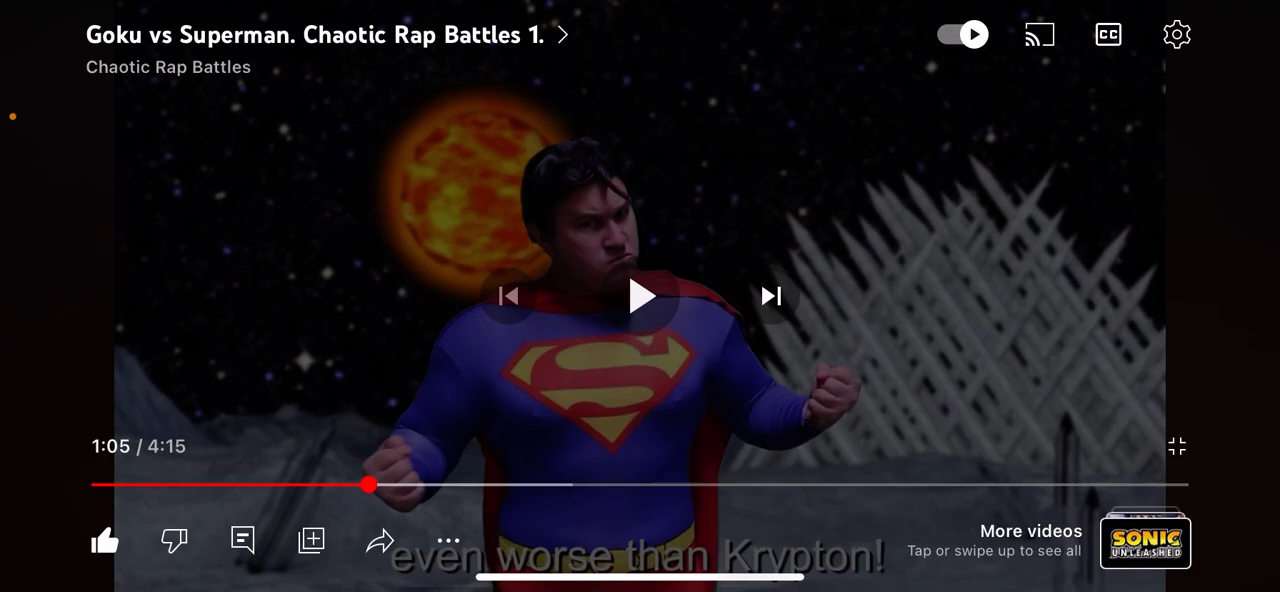 Goku vs Superman. Chaotic Rap Battles 1.
Chaotic Rap Battles
CC
S
1:05 / 4:15
even worse than Krypton!
More videos
Tap or swipe up to see all
SONIC
UNLEASHED